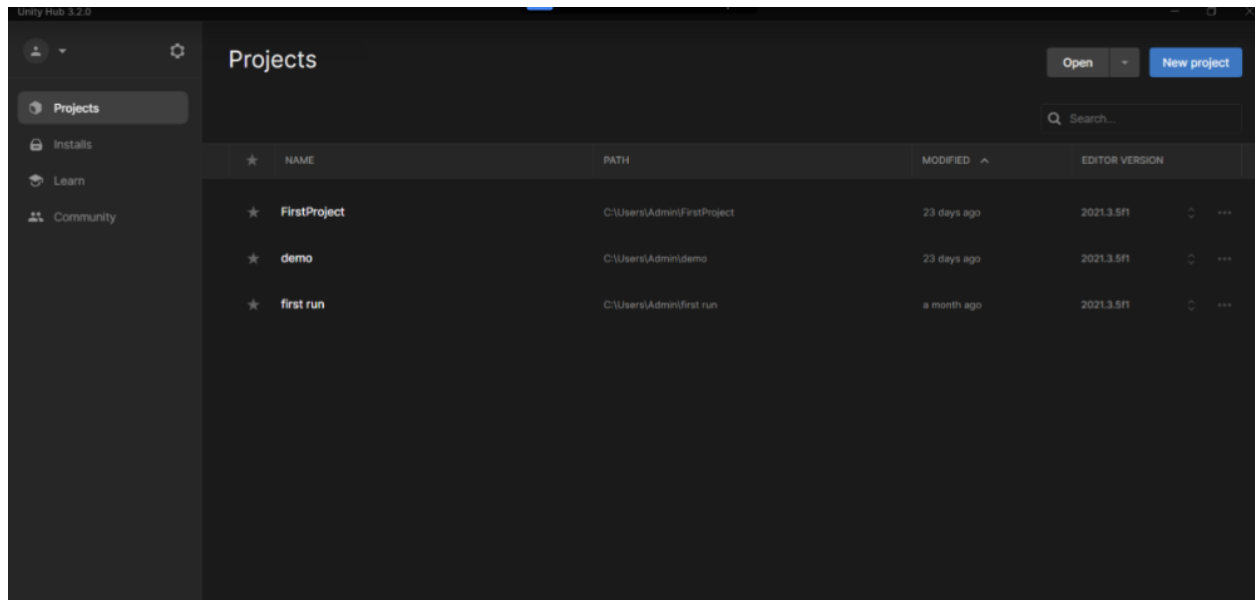 Unity Hub 3.2.0
Projects
Open
New project
Projects
Search...
Installs
Learn
Community
NAME PATH MODIFIED EDITOR VERSION
FirstProject C:\Users\Admin\FirstProject 23 days ago 2021.3.5f1
demo C:\Users\Admin\demo 23 days ago 2021.3.5f1
first run C:\Users\Admin\first run a month ago 2021.3.5f1